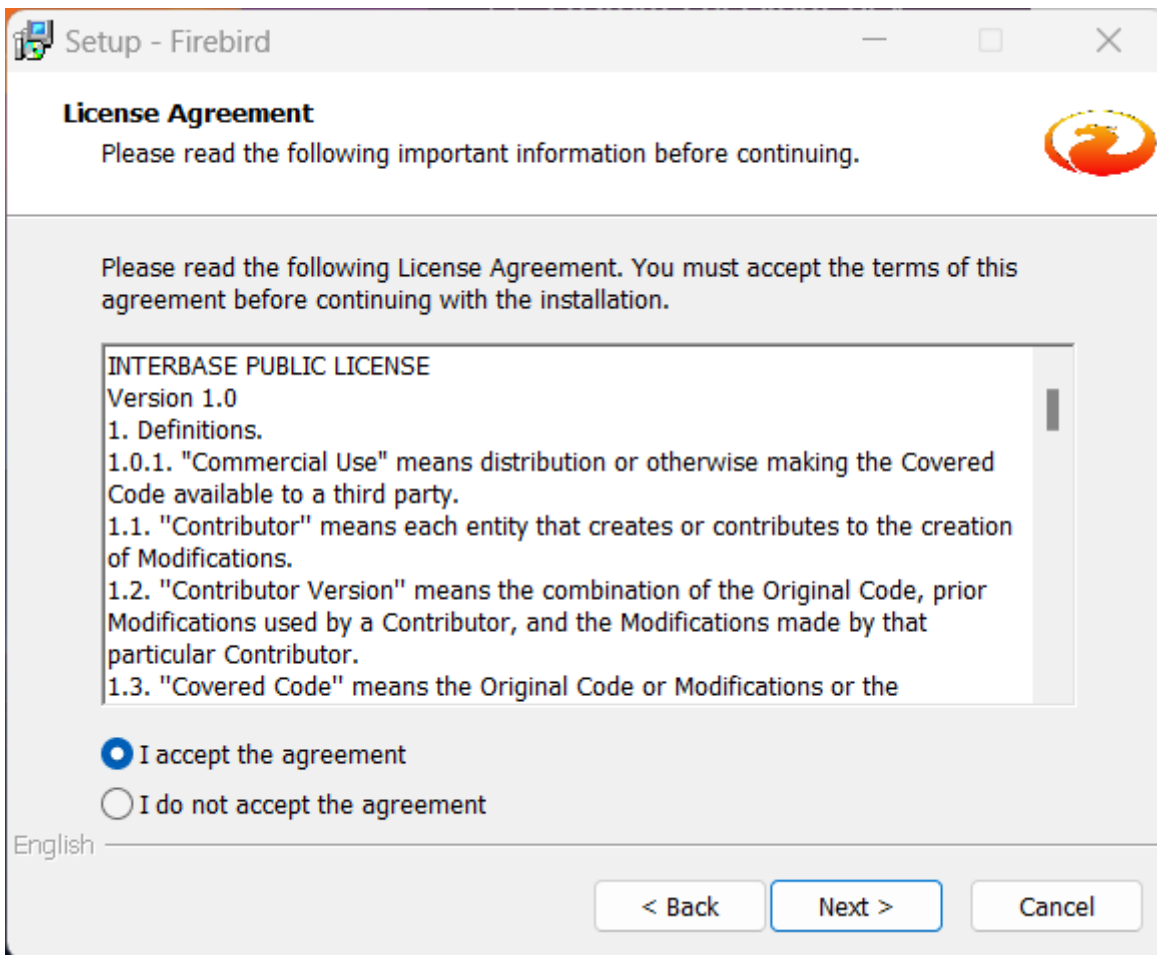 Setup - Firebird
License Agreement
Please read the following important information before continuing.
Please read the following License Agreement. You must accept the terms of this
agreement before continuing with the installation.
INTERBASE PUBLIC LICENSE
Version 1.0
1. Definitions.
1.0.1. "Commercial Use" means distribution or otherwise making the Covered
Code available to a third party.
1.1. "Contributor" means each entity that creates or contributes to the creation
of Modifications.
1.2. "Contributor Version" means the combination of the Original Code, prior
Modifications used by a Contributor, and the Modifications made by that
particular Contributor.
1.3. "Covered Code" means the Original Code or Modifications or the
I accept the agreement
I do not accept the agreement
English
< Back
Next >
Cancel